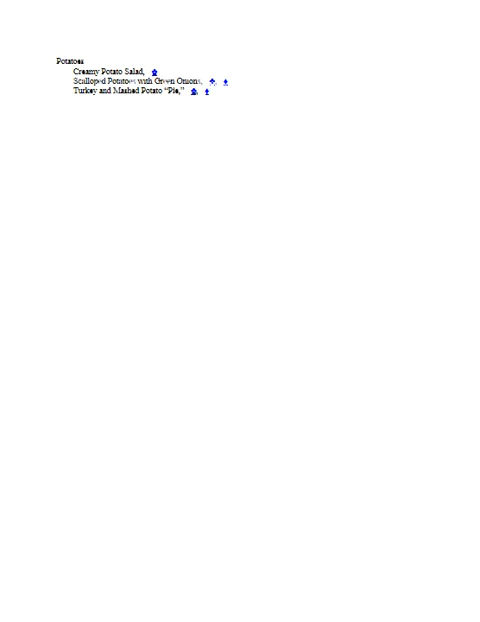 Potatoes
Creamy Potato Salad,
Scalloped Potatoes with Green Onions,
Turkey and Mashed Potato “Pie,”